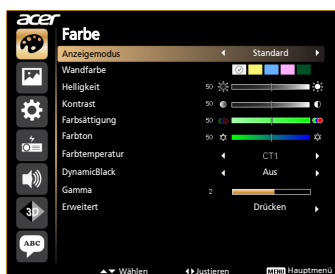 acer
Farbe
Anzeigemodus Standard
Wandfarbe
Helligkeit 50
Kontrast 50
Farbsättigung 50
Farbton 50
Farbtemperatur CT1
DynamicBlack Aus
Gamma 2
Erweitert Drücken
3D
ABC
Wählen Justieren MENU Hauptmenü